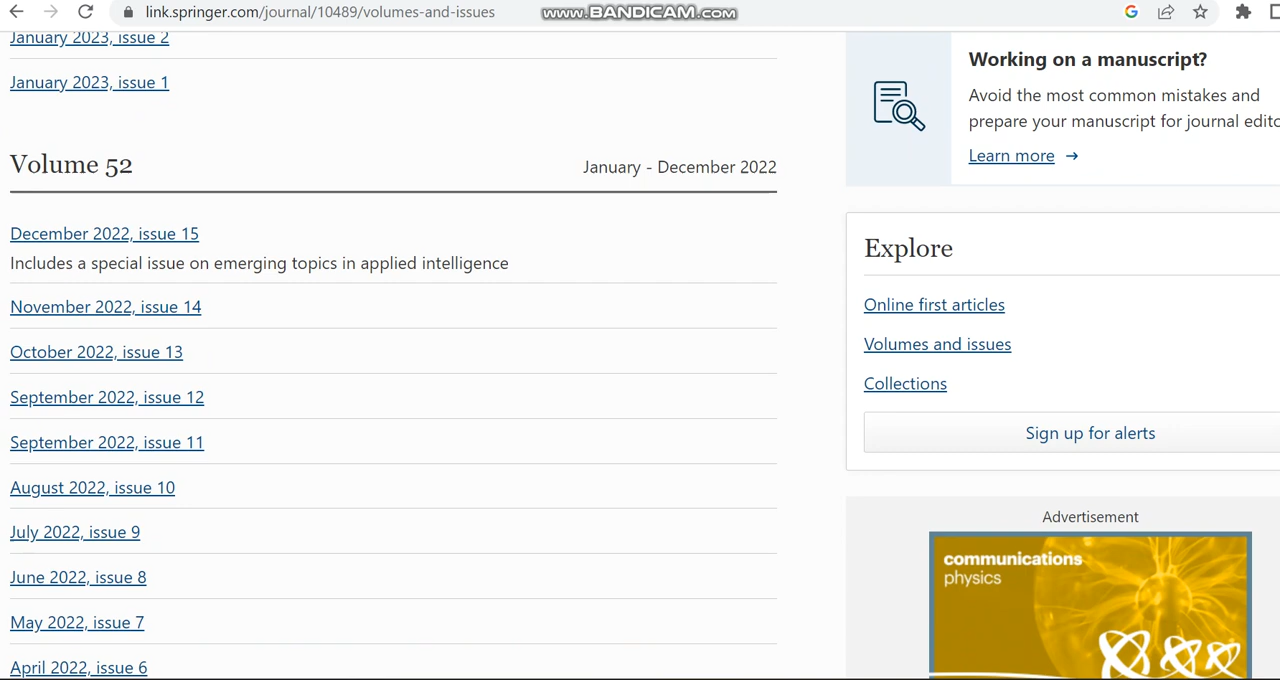 link.springer.com/journal/10489/volumes-and-issues
www.BANDICAM.com
January 2023, issue 2
January 2023, issue 1
Volume 52
January - December 2022
December 2022, issue 15
Includes a special issue on emerging topics in applied intelligence
November 2022, issue 14
October 2022, issue 13
September 2022, issue 12
September 2022, issue 11
August 2022, issue 10
July 2022, issue 9
June 2022, issue 8
May 2022, issue 7
April 2022, issue 6
Working on a manuscript?
Avoid the most common mistakes and
prepare your manuscript for journal edito
Learn more →
Explore
Online first articles
Volumes and issues
Collections
Sign up for alerts
Advertisement
communications
physics